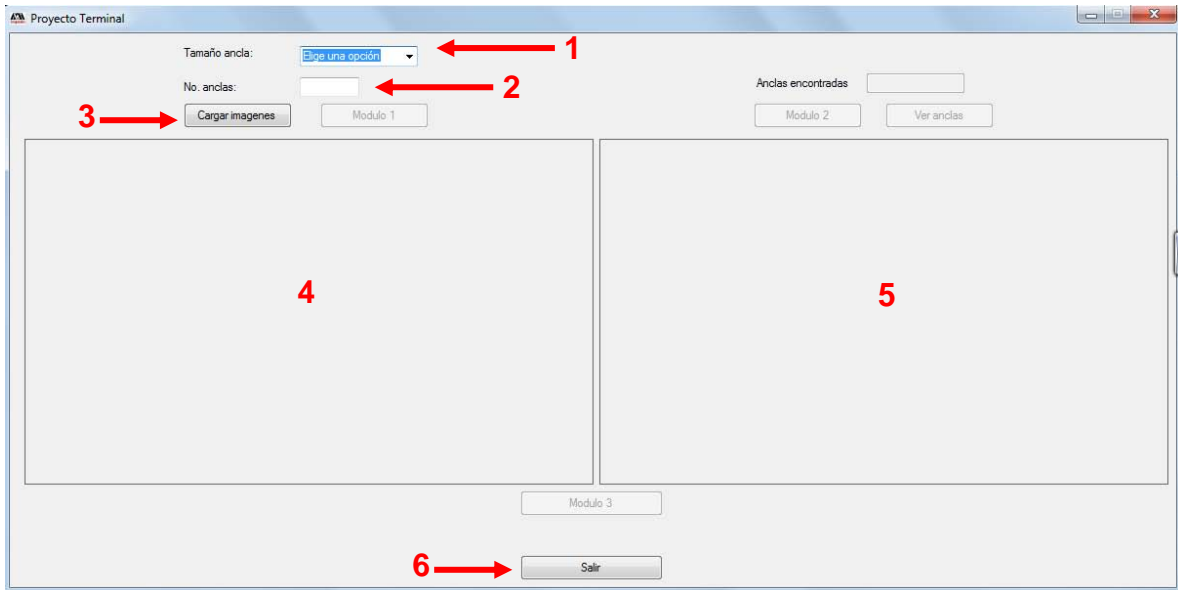 Proyecto Terminal
Tamaño ancla: Elige una opción 1
No. anclas: 2
Anclas encontradas
3 Cargar imagenes Modulo 1 Modulo 2 Ver anclas
4 5
Modulo 3
6 Salir